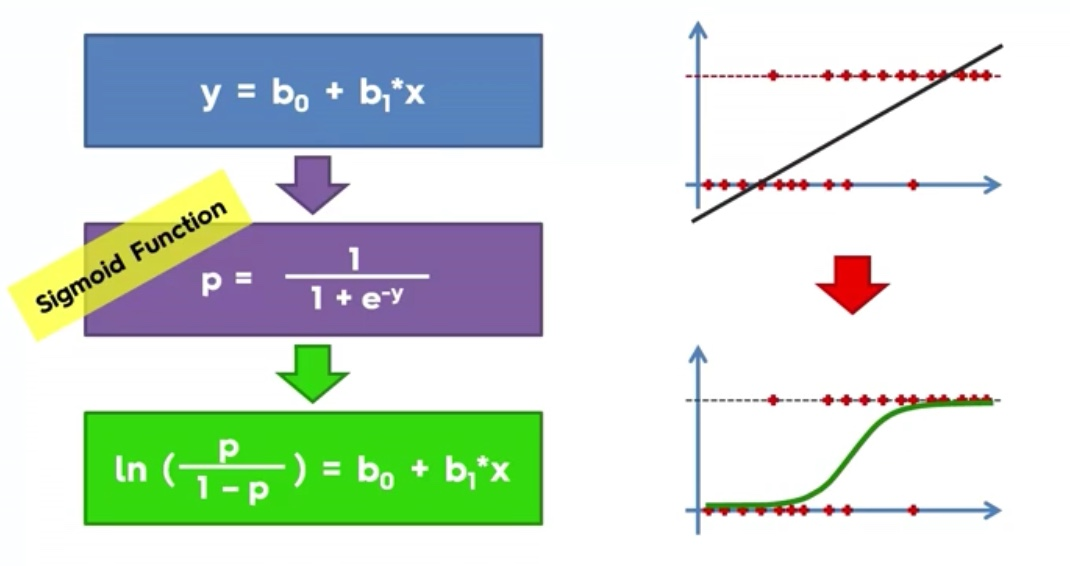 y = b₀ + b₁*x
Sigmoid Function
p = 1 / 1 + e⁻ʸ
ln ( p / 1 − p ) = b₀ + b₁*x